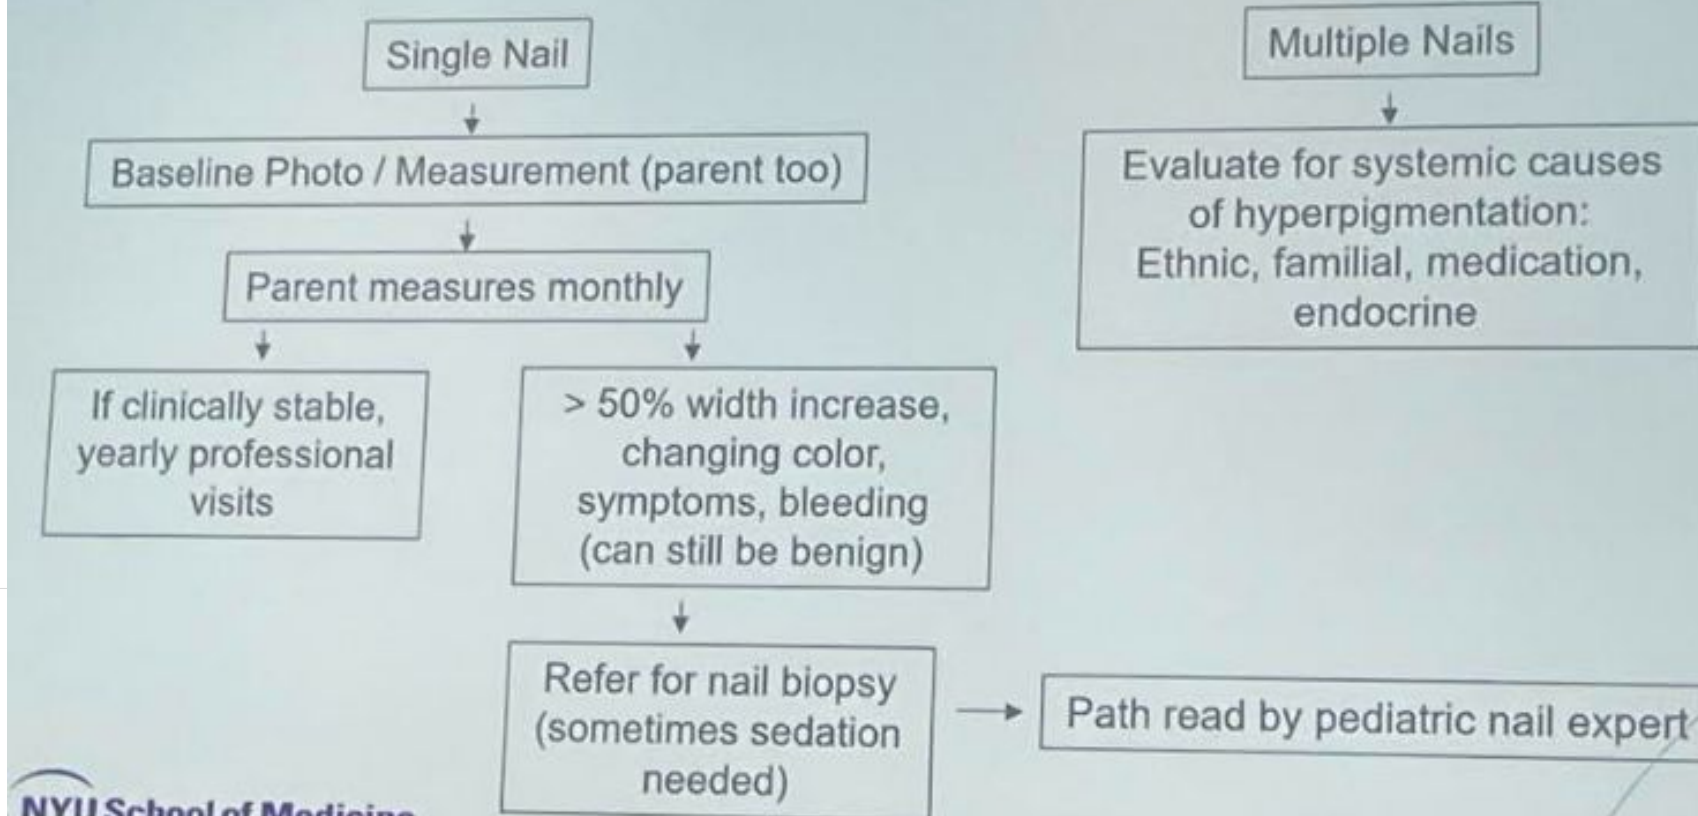 Single Nail
Baseline Photo / Measurement (parent too)
Parent measures monthly
If clinically stable,
yearly professional
visits
> 50% width increase,
changing color,
symptoms, bleeding
(can still be benign)
Refer for nail biopsy
(sometimes sedation
needed)
Path read by pediatric nail expert
Multiple Nails
Evaluate for systemic causes
of hyperpigmentation:
Ethnic, familial, medication,
endocrine
NYU School of Medicine